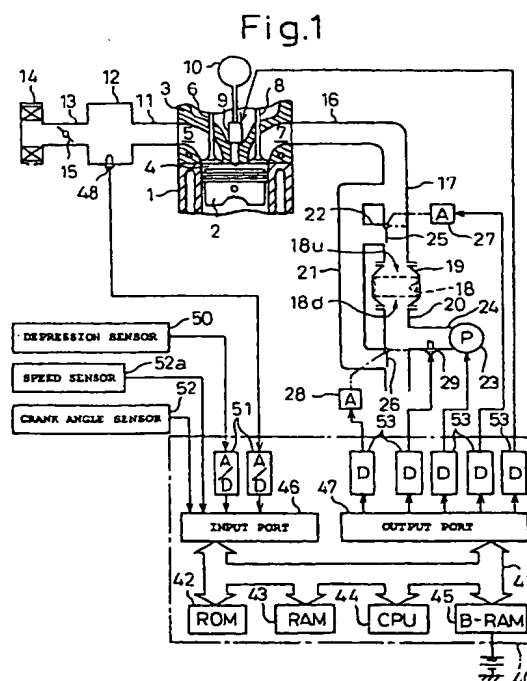 Fig.1
10
14
12
3
6
9
8
13
11
16
5
7
15
4
1
48
2
17
22
A
25
27
18u
19
21
18
18d
20
24
P
DEPRESSION SENSOR
50
29
23
SPEED SENSOR
52a
28
A
26
CRANK ANGLE SENSOR
52
51
53
53
53
A/D
A/D
D
D
D
D
D
46
47
INPUT PORT
OUTPUT PORT
42
43
44
45
ROM
RAM
CPU
B-RAM